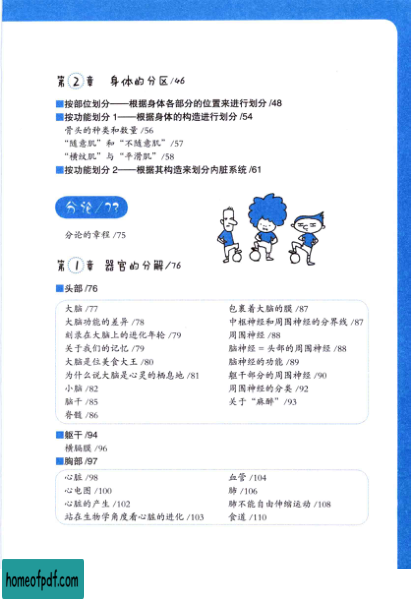 第2章 身体的分区/46
■按部位划分——根据身体各部分的位置来进行划分/48
■按功能划分1——根据身体的构造进行划分/54
骨头的种类和数量/56
“随意肌”和“不随意肌”/57
“横纹肌”与“平滑肌”/58
■按功能划分2——根据其构造来划分内脏系统/61
分论/73
分论的章程/75
第1章 器官的分解/76
■头部/76
大脑/77
大脑功能的差异/78
刻录在大脑上的进化年轮/79
关于我们的记忆/79
大脑是位美食大王/80
为什么说大脑是心灵的栖息地/81
小脑/82
脑干/85
脊髓/86
包裹着大脑的膜/87
中枢神经和周围神经的分界线/87
周围神经/88
脑神经=头部的周围神经/88
脑神经的功能/89
躯干部分的周围神经/90
周围神经的分类/92
关于“麻醉”/93
■躯干/94
横膈膜/96
■胸部/97
心脏/98
心电图/100
心脏的产生/102
站在生物学角度看心脏的进化/103
血管/104
肺/106
肺不能自由伸缩运动/108
食道/110
homeofpdf.com